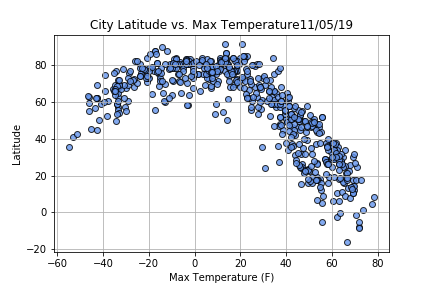 City Latitude vs. Max Temperature11/05/19
80
60
40
20
0
−20
Latitude
−60 −40 −20 0 20 40 60 80
Max Temperature (F)